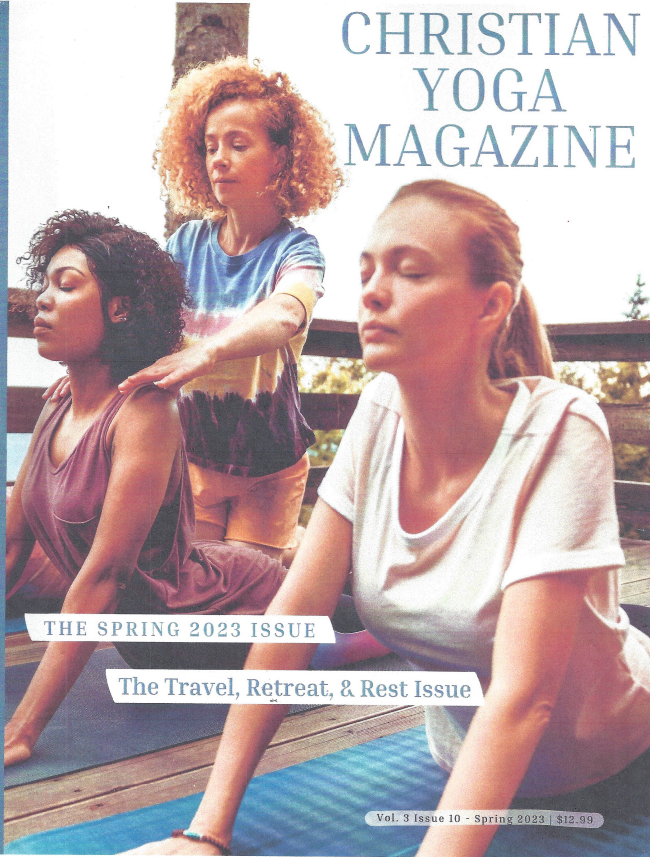 CHRISTIAN
YOGA
MAGAZINE
THE SPRING 2023 ISSUE
The Travel, Retreat, & Rest Issue
Vol. 3 Issue 10 - Spring 2023 | $12.99